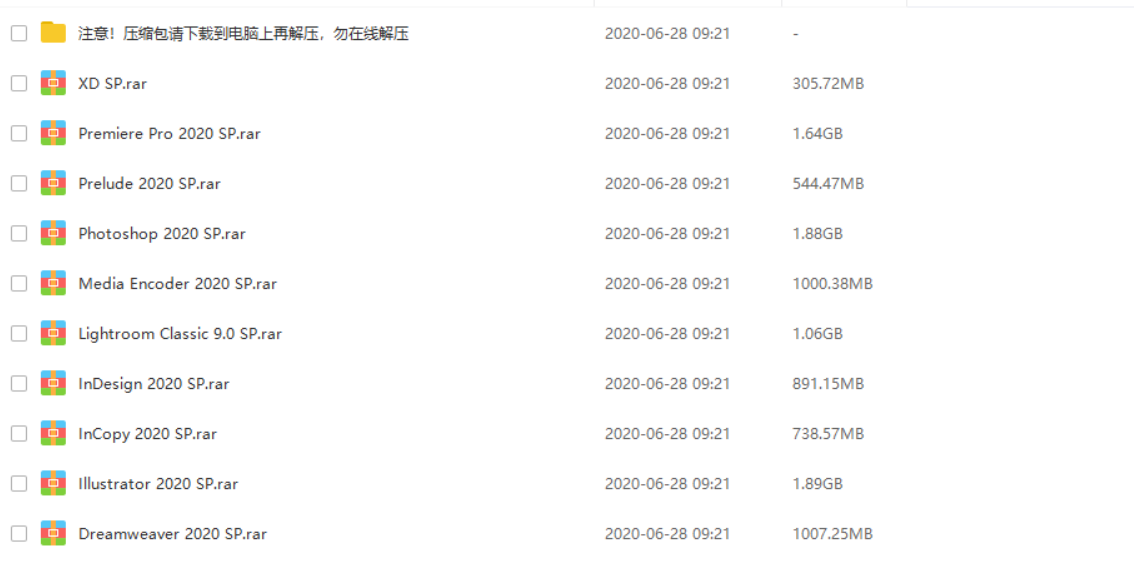 注意！压缩包请下载到电脑上再解压，勿在线解压 2020-06-28 09:21 -
XD SP.rar 2020-06-28 09:21 305.72MB
Premiere Pro 2020 SP.rar 2020-06-28 09:21 1.64GB
Prelude 2020 SP.rar 2020-06-28 09:21 544.47MB
Photoshop 2020 SP.rar 2020-06-28 09:21 1.88GB
Media Encoder 2020 SP.rar 2020-06-28 09:21 1000.38MB
Lightroom Classic 9.0 SP.rar 2020-06-28 09:21 1.06GB
InDesign 2020 SP.rar 2020-06-28 09:21 891.15MB
InCopy 2020 SP.rar 2020-06-28 09:21 738.57MB
Illustrator 2020 SP.rar 2020-06-28 09:21 1.89GB
Dreamweaver 2020 SP.rar 2020-06-28 09:21 1007.25MB